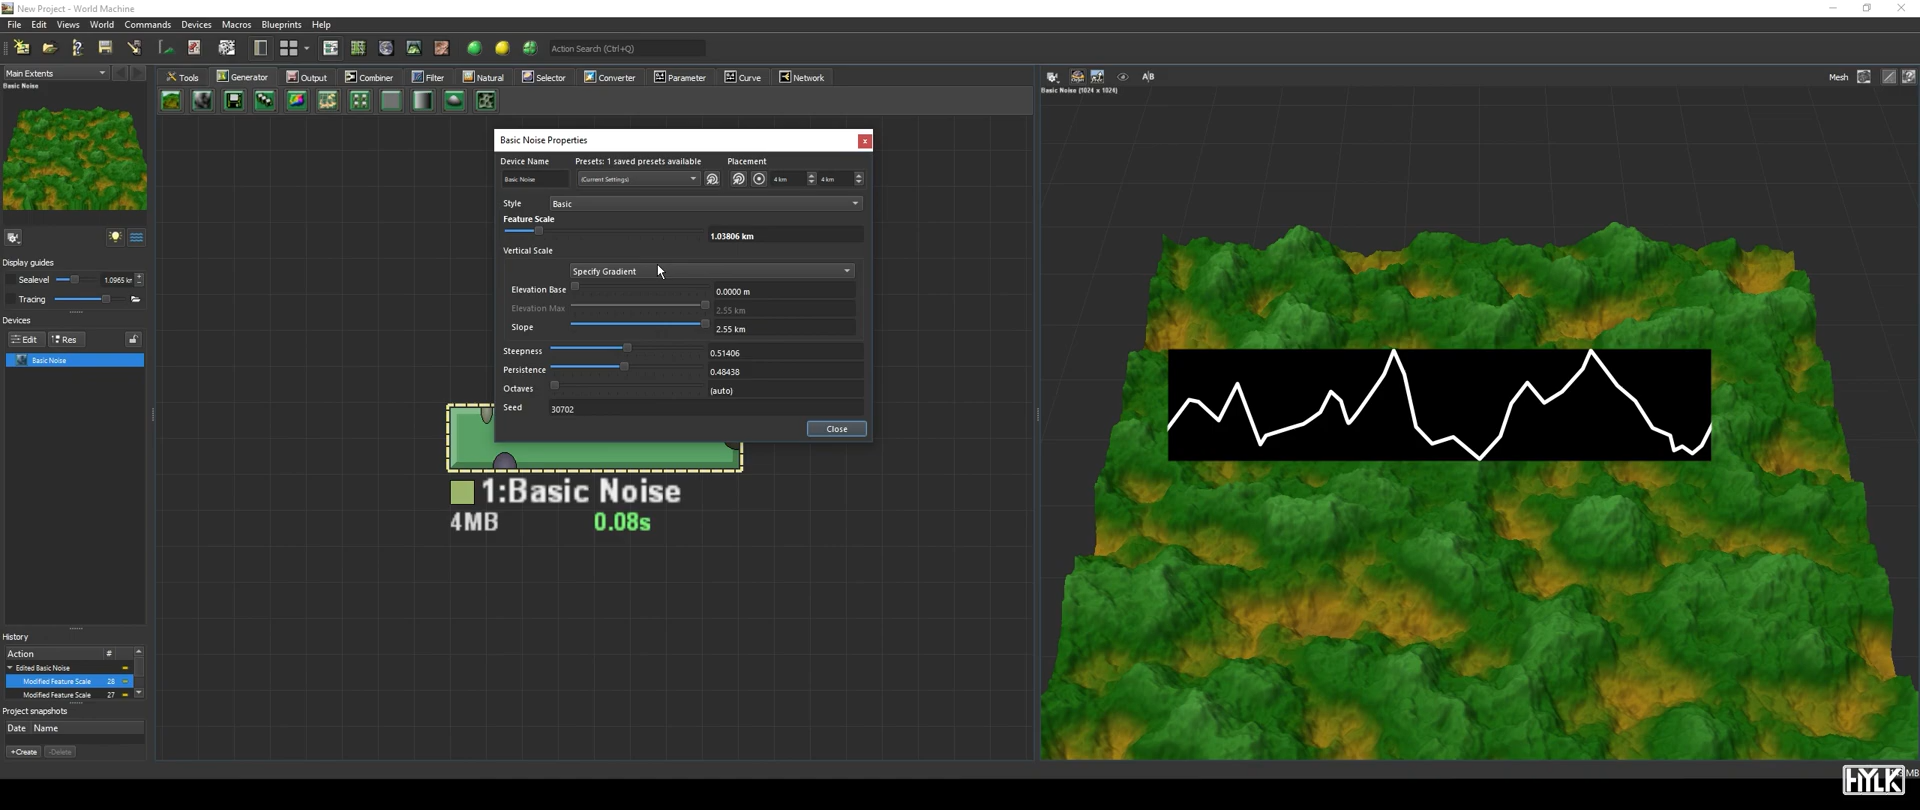 New Project - World Machine
File Edit Views World Commands Devices Macros Blueprints Help
Action Search (Ctrl+Q)
Main Extents
Tools Generator Output Combiner Filter Natural Selector Converter Parameter Curve Network
A|B
Mesh
Basic Noise
Basic Noise (1024 x 1024)
Basic Noise Properties
x
Device Name Presets: 1 saved presets available Placement
Basic Noise (Current Settings) 4 km 4 km
Style Basic
Feature Scale
1.03806 km
Vertical Scale
Specify Gradient
Elevation Base 0.0000 m
Elevation Max 2.55 km
Slope 2.55 km
Steepness 0.51406
Persistence 0.48438
Octaves (auto)
Seed 30702
Close
Display guides
Sealevel 1.0965 kr
Tracing
Devices
Edit Res
Basic Noise
1:Basic Noise
4MB 0.08s
History
Action #
Edited Basic Noise
Modified Feature Scale 28
Modified Feature Scale 27
Project snapshots
Date Name
+Create -Delete
HYLK
MB